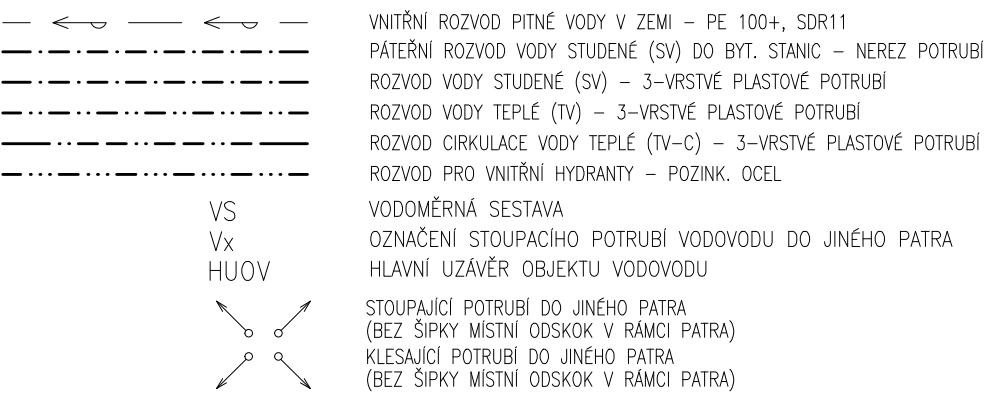 VNITŘNÍ ROZVOD PITNÉ VODY V ZEMI – PE 100+, SDR11
PÁTEŘNÍ ROZVOD VODY STUDENÉ (SV) DO BYT. STANIC – NEREZ POTRUBÍ
ROZVOD VODY STUDENÉ (SV) – 3–VRSTVÉ PLASTOVÉ POTRUBÍ
ROZVOD VODY TEPLÉ (TV) – 3–VRSTVÉ PLASTOVÉ POTRUBÍ
ROZVOD CIRKULACE VODY TEPLÉ (TV–C) – 3–VRSTVÉ PLASTOVÉ POTRUBÍ
ROZVOD PRO VNITŘNÍ HYDRANTY – POZINK. OCEL
VS VODOMĚRNÁ SESTAVA
Vx OZNAČENÍ STOUPACÍHO POTRUBÍ VODOVODU DO JINÉHO PATRA
HUOV HLAVNÍ UZÁVĚR OBJEKTU VODOVODU
STOUPAJÍCÍ POTRUBÍ DO JINÉHO PATRA
(BEZ ŠIPKY MÍSTNÍ ODSKOK V RÁMCI PATRA)
KLESAJÍCÍ POTRUBÍ DO JINÉHO PATRA
(BEZ ŠIPKY MÍSTNÍ ODSKOK V RÁMCI PATRA)